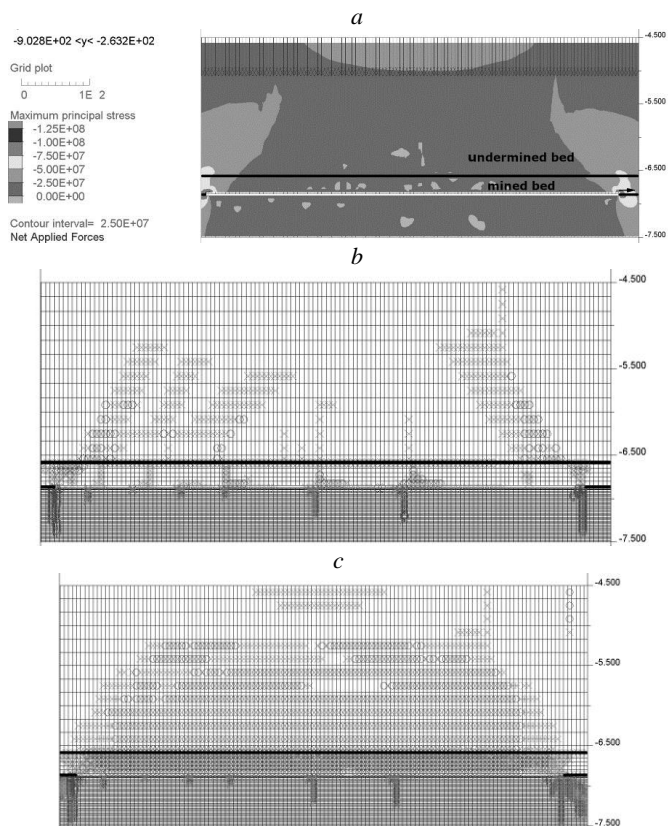 a
-9.028E+02 <y< -2.632E+02
Grid plot
0 1E 2
Maximum principal stress
-1.25E+08
-1.00E+08
-7.50E+07
-5.00E+07
-2.50E+07
0.00E+00
Contour interval= 2.50E+07
Net Applied Forces
undermined bed
mined bed
-4.500
-5.500
-6.500
-7.500
b
-4.500
-5.500
-6.500
-7.500
c
-4.500
-5.500
-6.500
-7.500